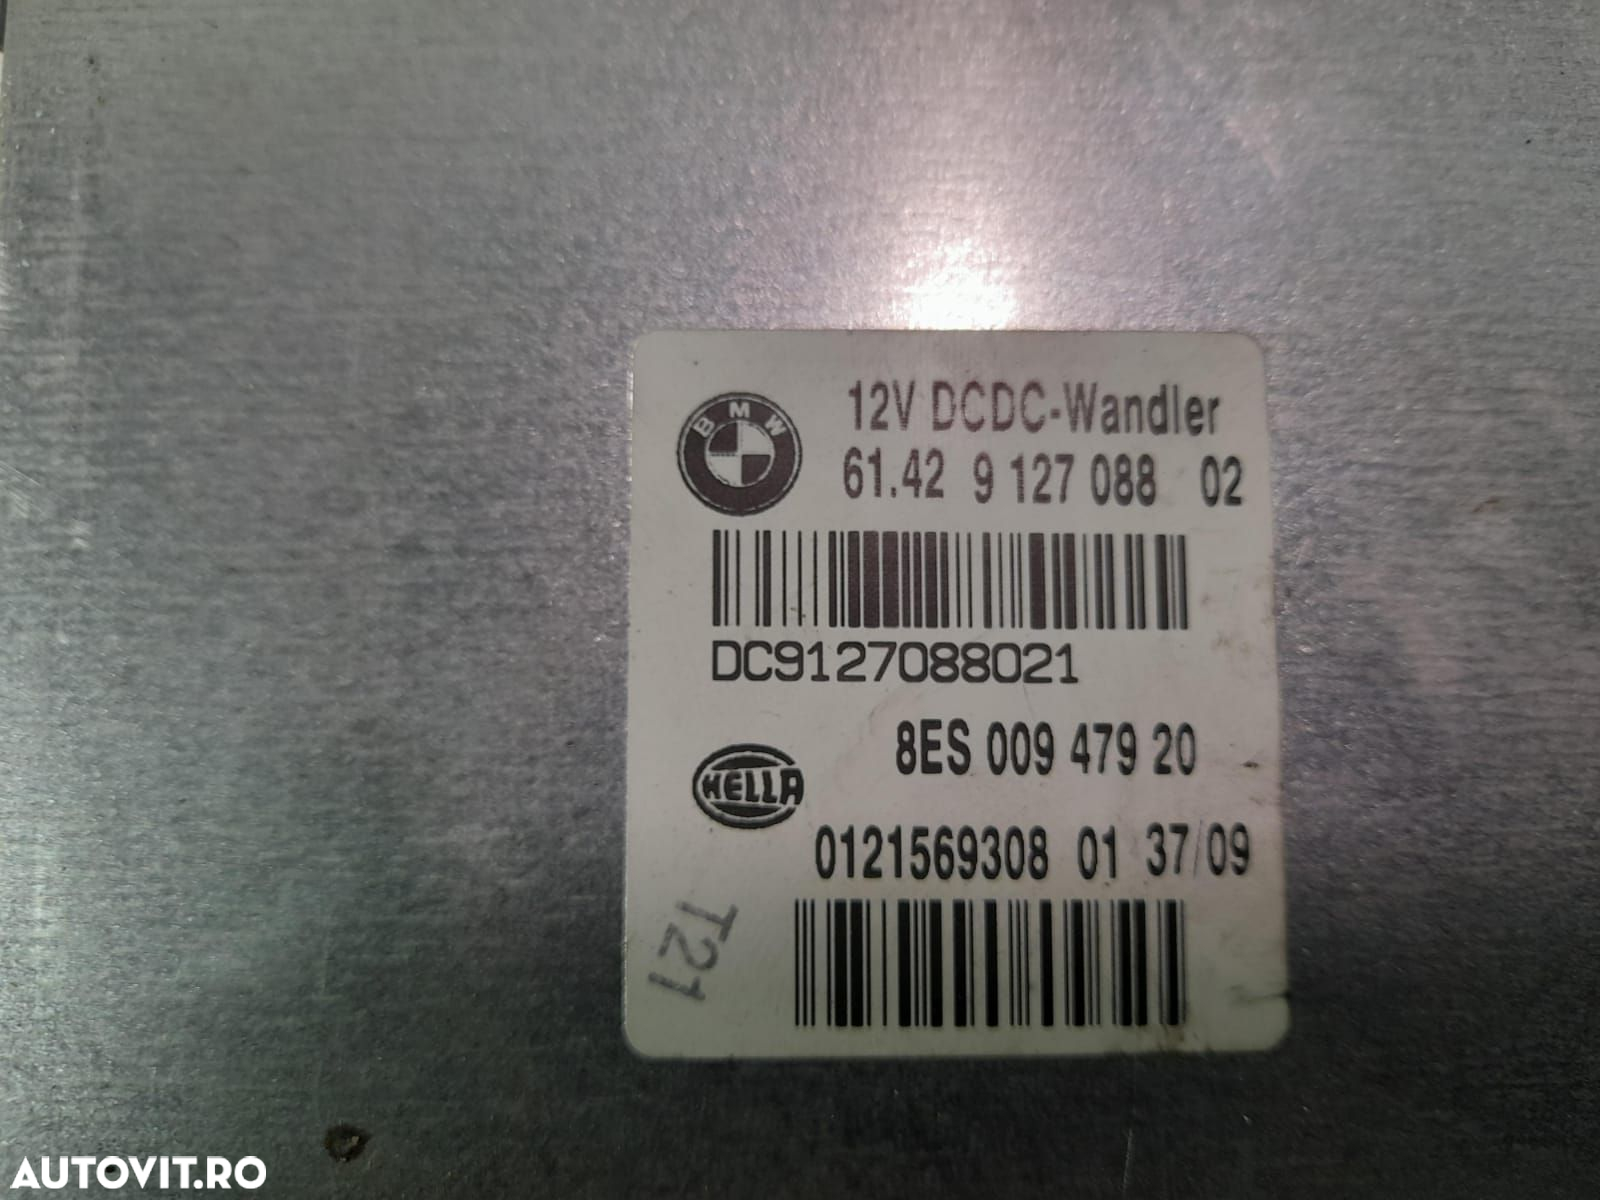 BMW
12V DCDC-Wandler
61.42 9 127 088 02
DC9127088021
8ES 009 479 20
HELLA
0121569308 01 37/09
T21
AUTOVIT.RO